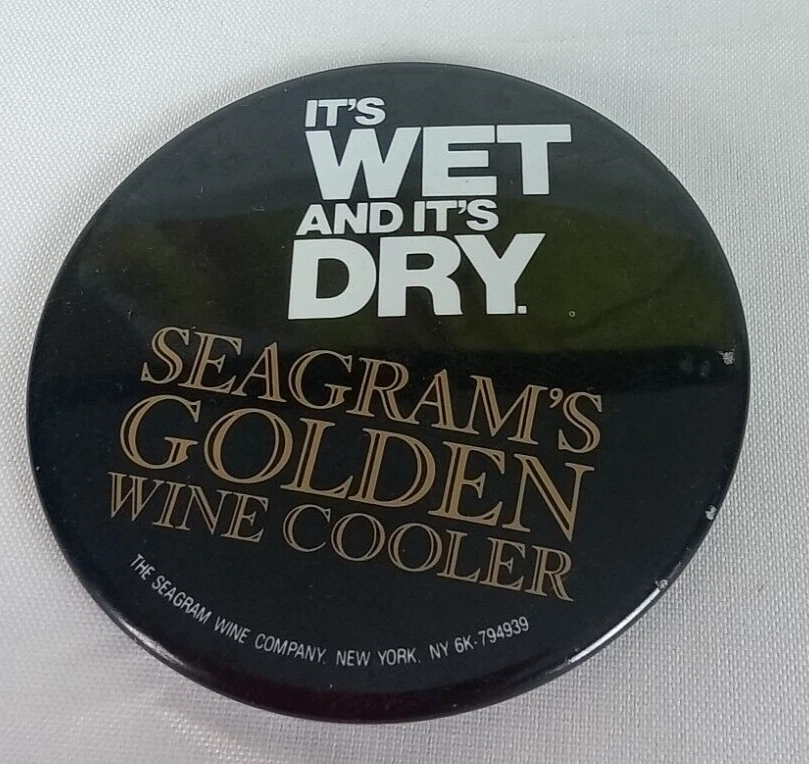 IT'S
WET
AND IT'S
DRY.
SEAGRAM'S
GOLDEN
WINE COOLER
THE SEAGRAM WINE COMPANY. NEW YORK. NY 6K-794939